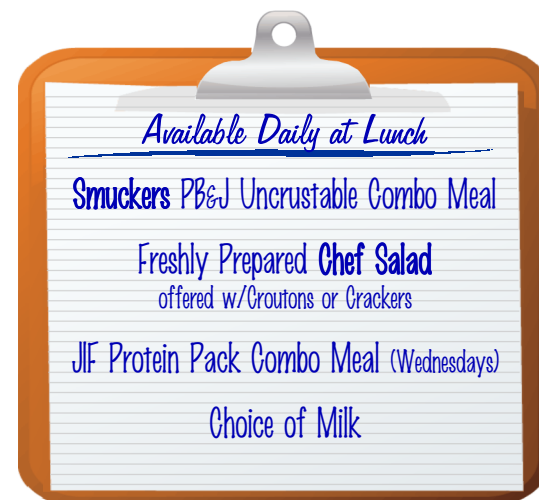 Available Daily at Lunch
Smuckers PB&J Uncrustable Combo Meal
Freshly Prepared Chef Salad
offered w/Croutons or Crackers
JIF Protein Pack Combo Meal (Wednesdays)
Choice of Milk